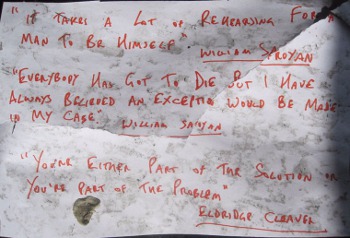 "IT TAKES A LOT OF REHEARSING FOR A
MAN TO BE HIMSELF"
WILLIAM SAROYAN
"EVERYBODY HAS GOT TO DIE BUT I HAVE
ALWAYS BELIEVED AN EXCEPTIO WOULD BE MADE
IN MY CASE"
WILLIAM SAROYAN
"YOU'RE EITHER PART OF THE SOLUTION OR
YOU'RE PART OF THE PROBLEM"
ELDRIDGE CLEAVER